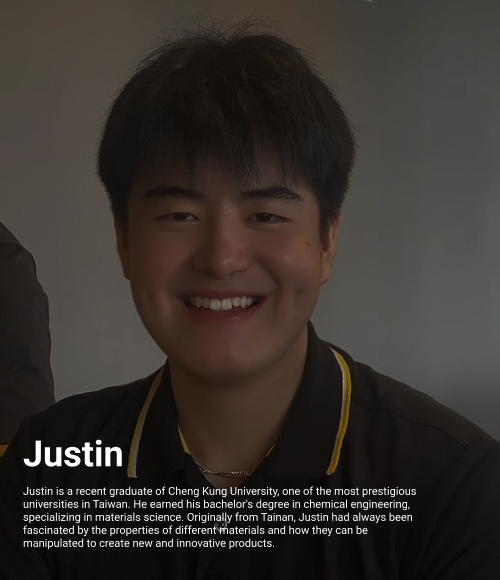 Justin
Justin is a recent graduate of Cheng Kung University, one of the most prestigious
universities in Taiwan. He earned his bachelor's degree in chemical engineering,
specializing in materials science. Originally from Tainan, Justin had always been
fascinated by the properties of different materials and how they can be
manipulated to create new and innovative products.